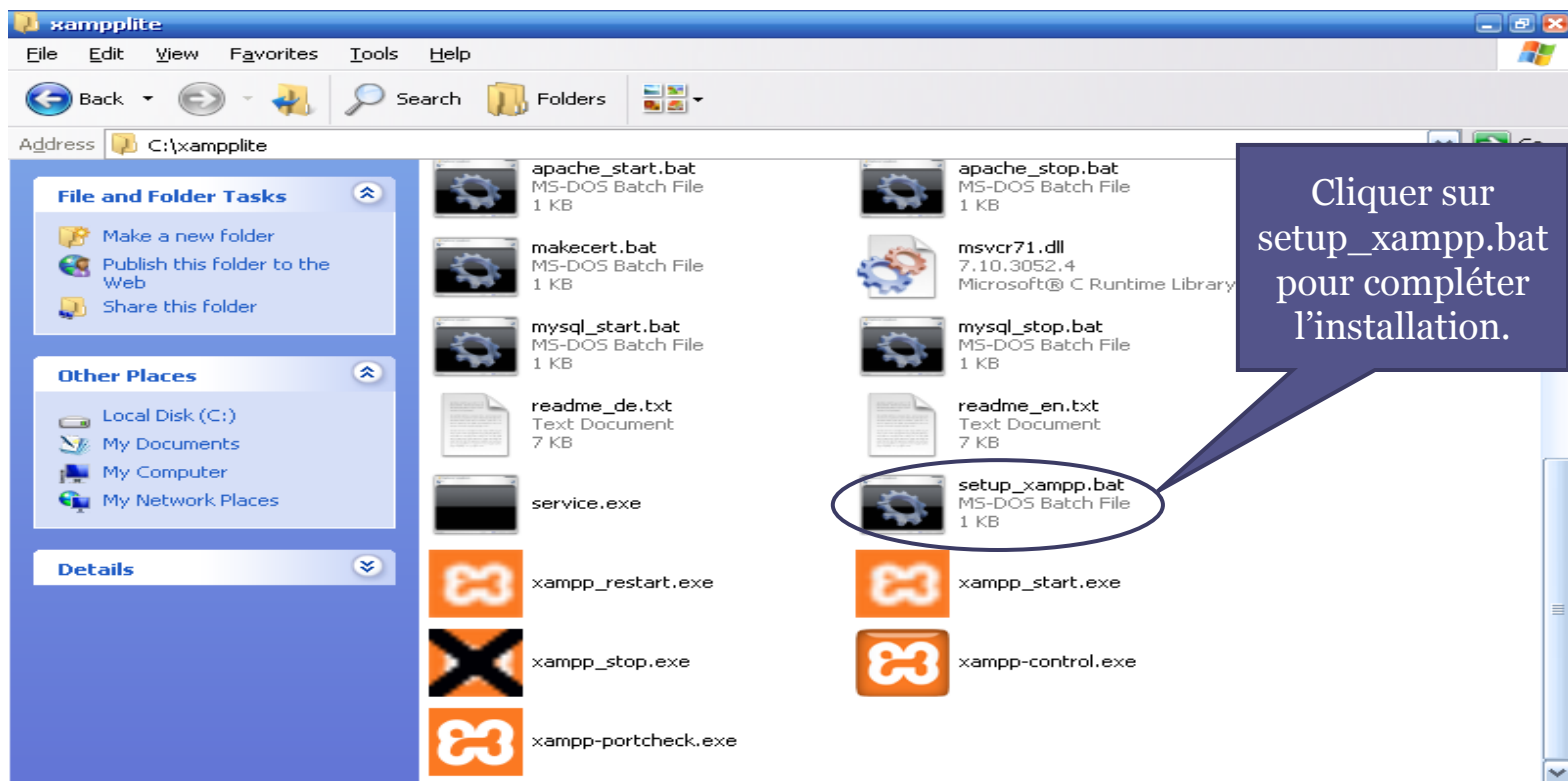 xampplite
File Edit View Favorites Tools Help
Back Search Folders
Address C:\xampplite
File and Folder Tasks
Make a new folder
Publish this folder to the
Web
Share this folder
Other Places
Local Disk (C:)
My Documents
My Computer
My Network Places
Details
apache_start.bat
MS-DOS Batch File
1 KB
apache_stop.bat
MS-DOS Batch File
1 KB
makecert.bat
MS-DOS Batch File
1 KB
msvcr71.dll
7.10.3052.4
Microsoft® C Runtime Library
mysql_start.bat
MS-DOS Batch File
1 KB
mysql_stop.bat
MS-DOS Batch File
1 KB
readme_de.txt
Text Document
7 KB
readme_en.txt
Text Document
7 KB
service.exe
setup_xampp.bat
MS-DOS Batch File
1 KB
xampp_restart.exe
xampp_start.exe
xampp_stop.exe
xampp-control.exe
xampp-portcheck.exe
Cliquer sur
setup_xampp.bat
pour compléter
l’installation.